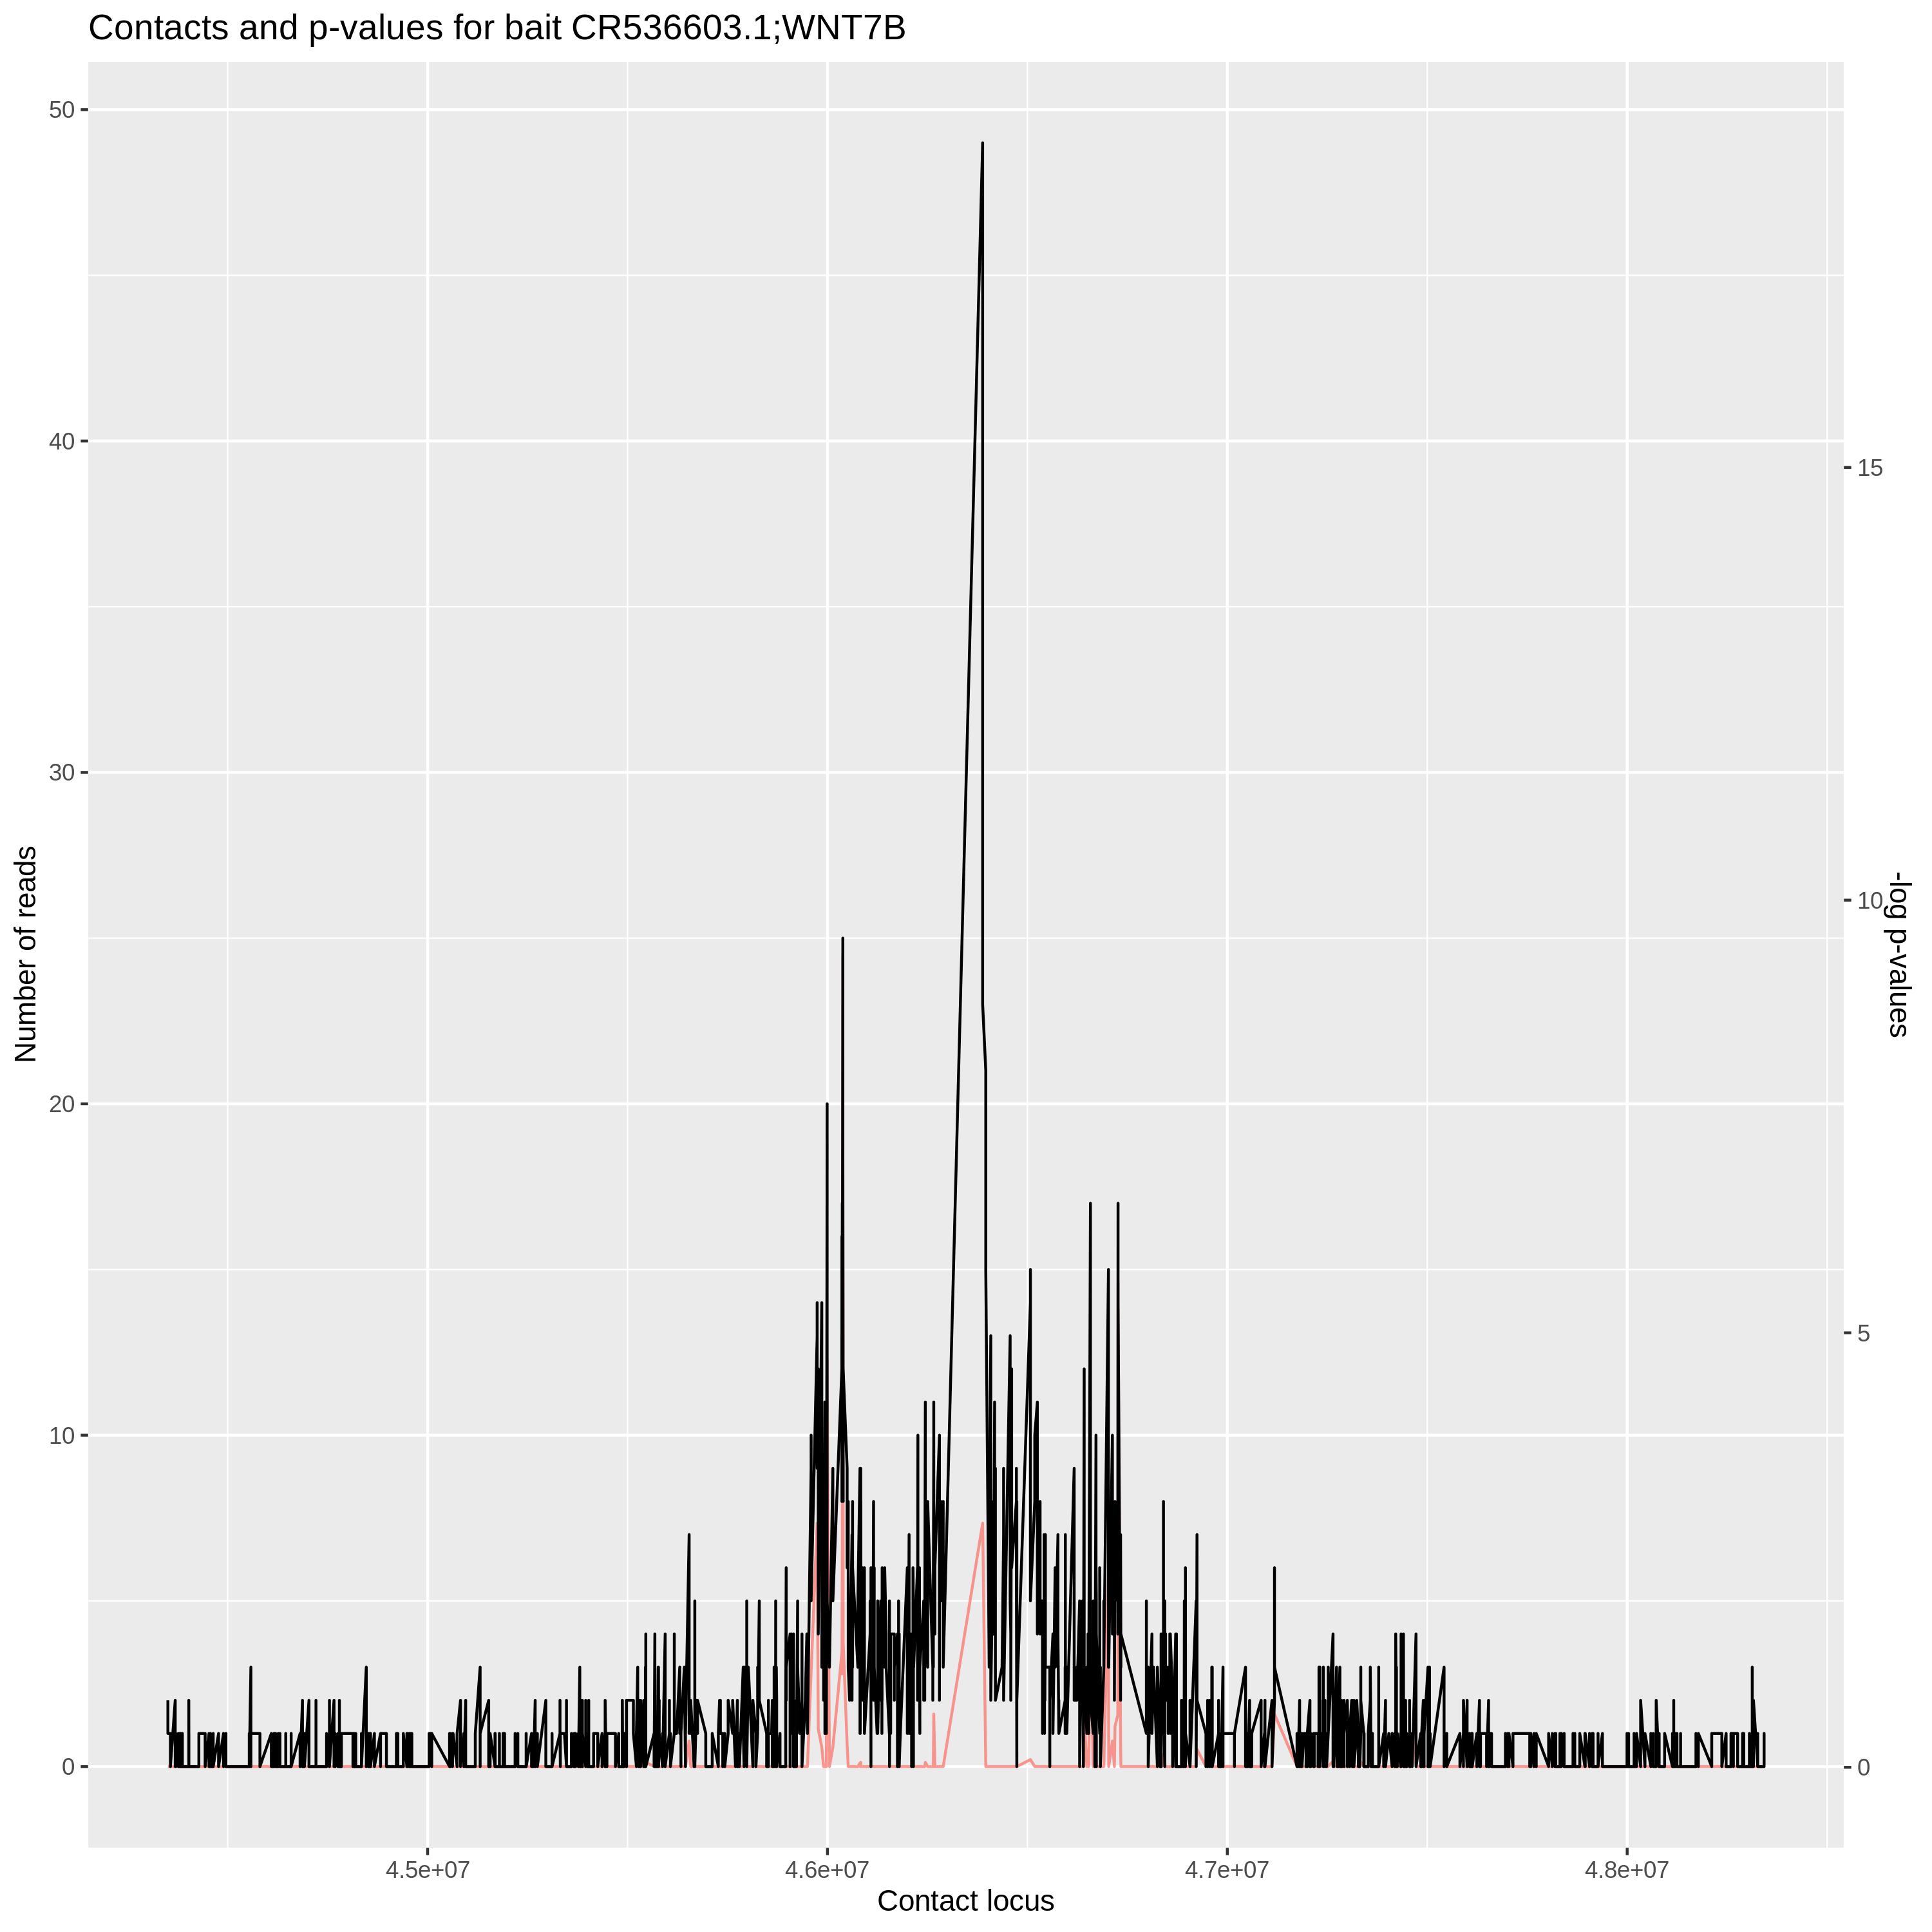 Contacts and p-values for bait CR536603.1;WNT7B
50
40
30
20
10
0
Number of reads
15
10
5
0
-log p-values
4.5e+07 4.6e+07 4.7e+07 4.8e+07
Contact locus